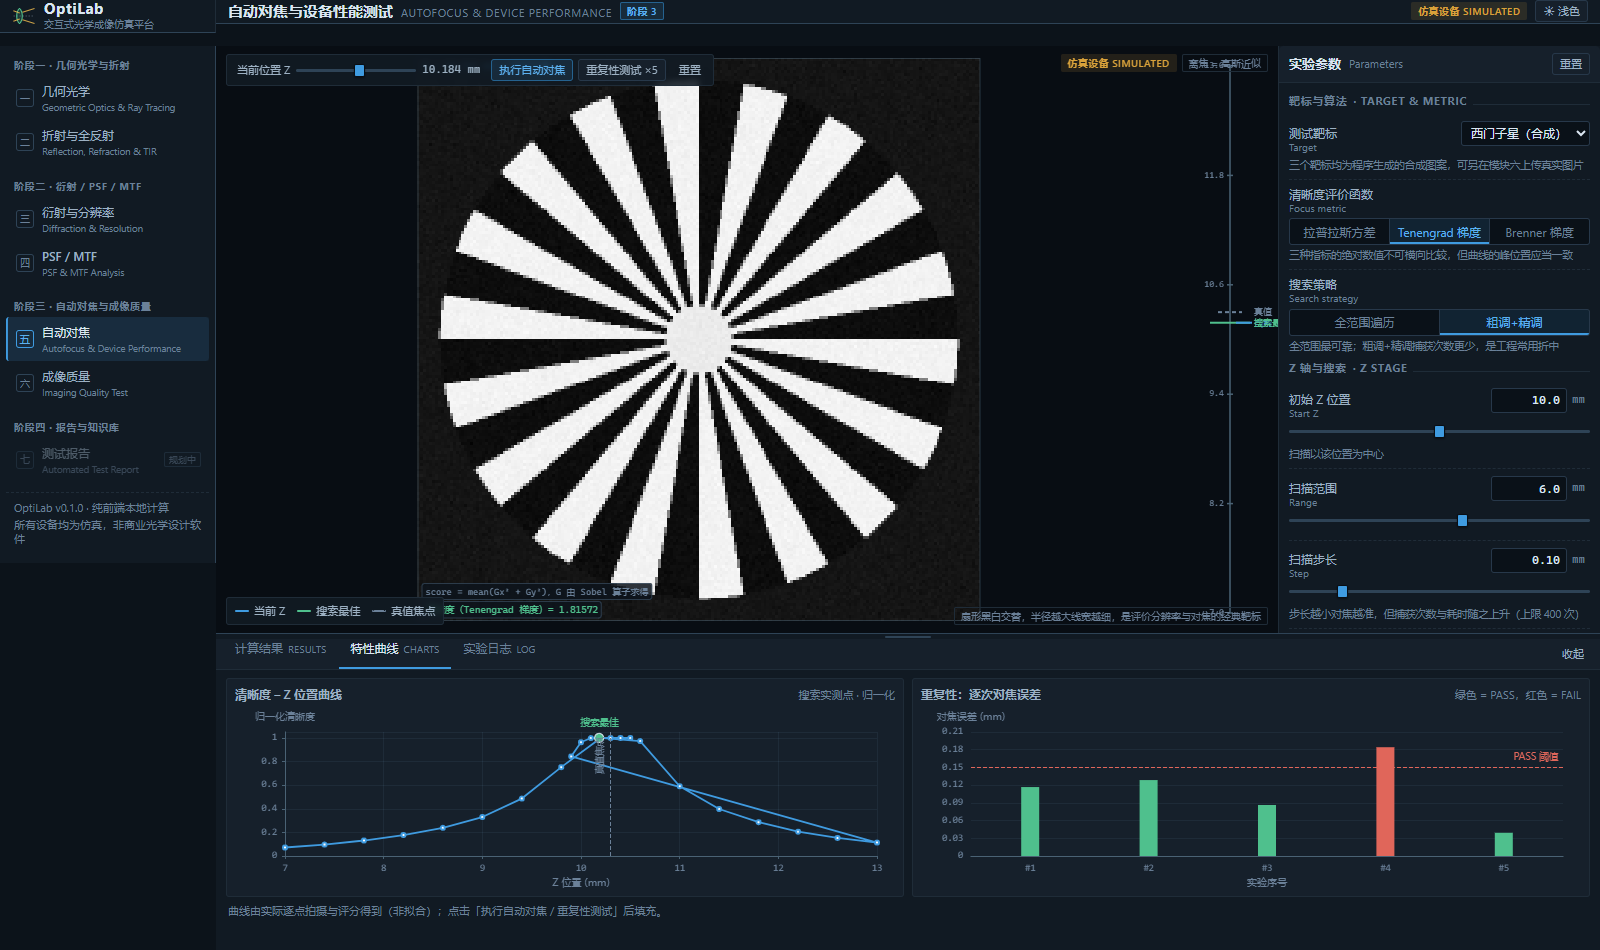 OptiLab
交互式光学成像仿真平台
自动对焦与设备性能测试 AUTOFOCUS & DEVICE PERFORMANCE 阶段 3
仿真设备 SIMULATED
浅色
阶段一 · 几何光学与折射
一 几何光学
Geometric Optics & Ray Tracing
二 折射与全反射
Reflection, Refraction & TIR
阶段二 · 衍射 / PSF / MTF
三 衍射与分辨率
Diffraction & Resolution
四 PSF / MTF
PSF & MTF Analysis
阶段三 · 自动对焦与成像质量
五 自动对焦
Autofocus & Device Performance
六 成像质量
Imaging Quality Test
阶段四 · 报告与知识库
七 测试报告 规划中
Automated Test Report
OptiLab v0.1.0 · 纯前端本地计算
所有设备均为仿真，非商业光学设计软
件
当前位置 Z 10.184 mm 执行自动对焦 重复性测试 ×5 重置
仿真设备 SIMULATED
离焦≈高斯近似
11.8
10.6
真值
搜索最
9.4
8.2
score = mean(Gx² + Gy²)，G 由 Sobel 算子求得
度 (Tenengrad 梯度) = 1.81572
当前 Z 搜索最佳 真值焦点
扇形黑白交替，半径越大线宽越细，是评价分辨率与对焦的经典靶标
实验参数 Parameters 重置
靶标与算法 · TARGET & METRIC
测试靶标 西门子星（合成）
Target
三个靶标均为程序生成的合成图案，可另在模块六上传真实图片
清晰度评价函数
Focus metric
拉普拉斯方差 Tenengrad 梯度 Brenner 梯度
三种指标的绝对数值不可横向比较，但曲线的峰位置应当一致
搜索策略
Search strategy
全范围遍历 粗调+精调
全范围最可靠；粗调+精调捕获次数更少，是工程常用折中
Z 轴与搜索 · Z STAGE
初始 Z 位置 10.0 mm
Start Z
扫描以该位置为中心
扫描范围 6.0 mm
Range
扫描步长 0.10 mm
Step
步长越小对焦越准，但捕获次数与耗时随之上升（上限 400 次）
计算结果 RESULTS 特性曲线 CHARTS 实验日志 LOG 收起
清晰度 – Z 位置曲线 搜索实测点 · 归一化
归一化清晰度
搜索最佳
1
0.8
0.6
0.4
0.2
0
7 8 9 10 11 12 13
Z 位置 (mm)
重复性：逐次对焦误差 绿色 = PASS，红色 = FAIL
对焦误差 (mm)
0.21
0.18
PASS 阈值
0.15
0.12
0.09
0.06
0.03
0
#1 #2 #3 #4 #5
实验序号
曲线由实际逐点拍摄与评分得到（非拟合）；点击「执行自动对焦 / 重复性测试」后填充。